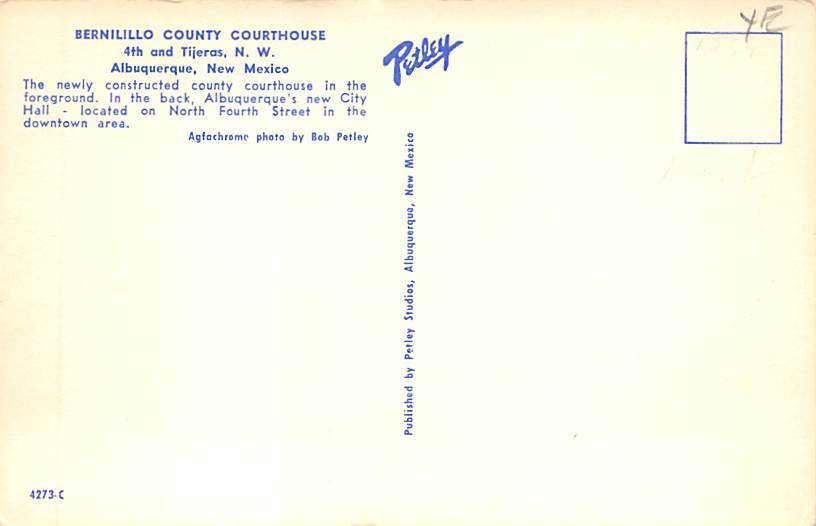 BERNILILLO COUNTY COURTHOUSE
4th and Tijeras, N. W.
Albuquerque, New Mexico
The newly constructed county courthouse in the
foreground. In the back, Albuquerque's new City
Hall - located on North Fourth Street in the
downtown area.
Agfachrome photo by Bob Petley
Petley
Published by Petley Studios, Albuquerque, New Mexico
4273-C